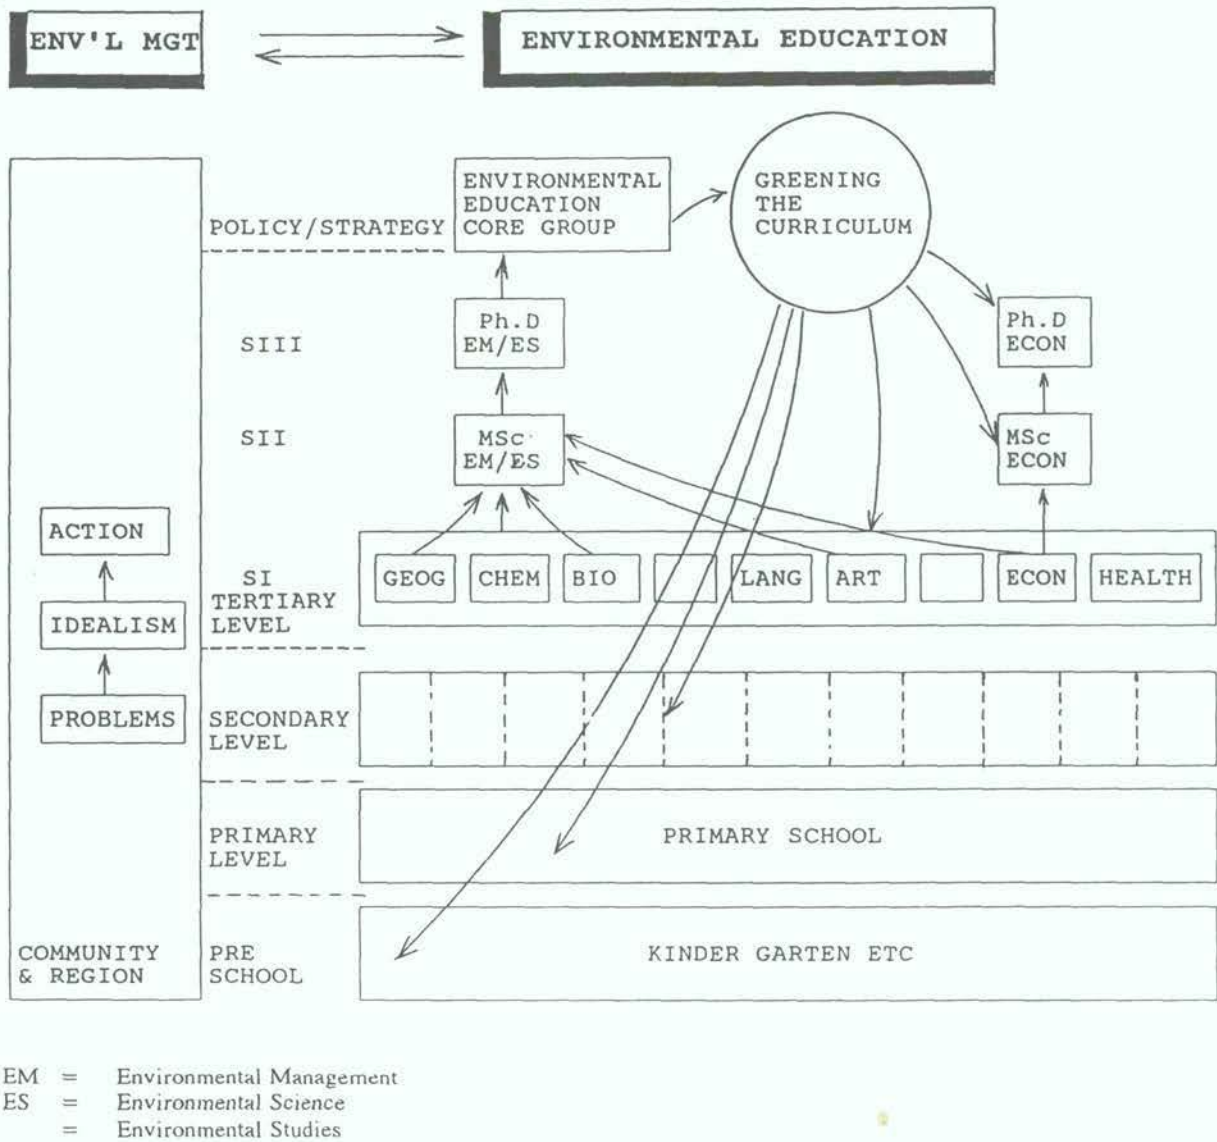 ENV'L MGT
ENVIRONMENTAL EDUCATION
ENVIRONMENTAL
EDUCATION
CORE GROUP
GREENING
THE
CURRICULUM
POLICY/STRATEGY
SIII
Ph.D
EM/ES
Ph.D
ECON
SII
MSc
EM/ES
MSc
ECON
ACTION
IDEALISM
PROBLEMS
SI
TERTIARY
LEVEL
GEOG
CHEM
BIO
LANG
ART
ECON
HEALTH
SECONDARY
LEVEL
PRIMARY
LEVEL
PRIMARY SCHOOL
COMMUNITY
& REGION
PRE
SCHOOL
KINDER GARTEN ETC
EM = Environmental Management
ES = Environmental Science
= Environmental Studies